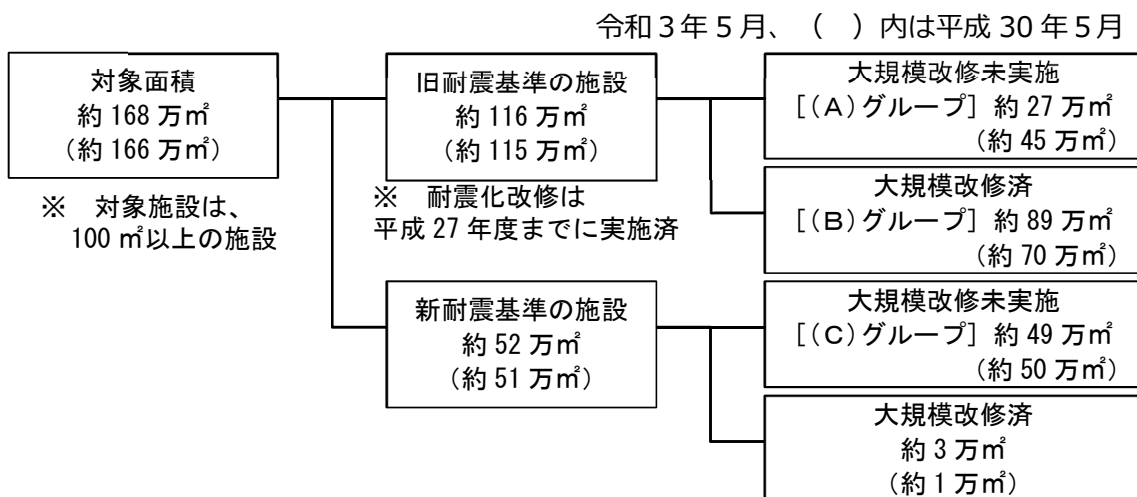 令和３年５月、（　）内は平成 30 年５月
対象面積
約 168 万㎡
（約 166 万㎡）
※　対象施設は、
100 ㎡以上の施設
旧耐震基準の施設
約 116 万㎡
（約 115 万㎡）
※　耐震化改修は
平成 27 年度までに実施済
新耐震基準の施設
約 52 万㎡
（約 51 万㎡）
大規模改修未実施
［（Ａ）グループ］ 約 27 万㎡
（約 45 万㎡）
大規模改修済
［（Ｂ）グループ］ 約 89 万㎡
（約 70 万㎡）
大規模改修未実施
［（Ｃ）グループ］ 約 49 万㎡
（約 50 万㎡）
大規模改修済
約 3 万㎡
（約 1 万㎡）